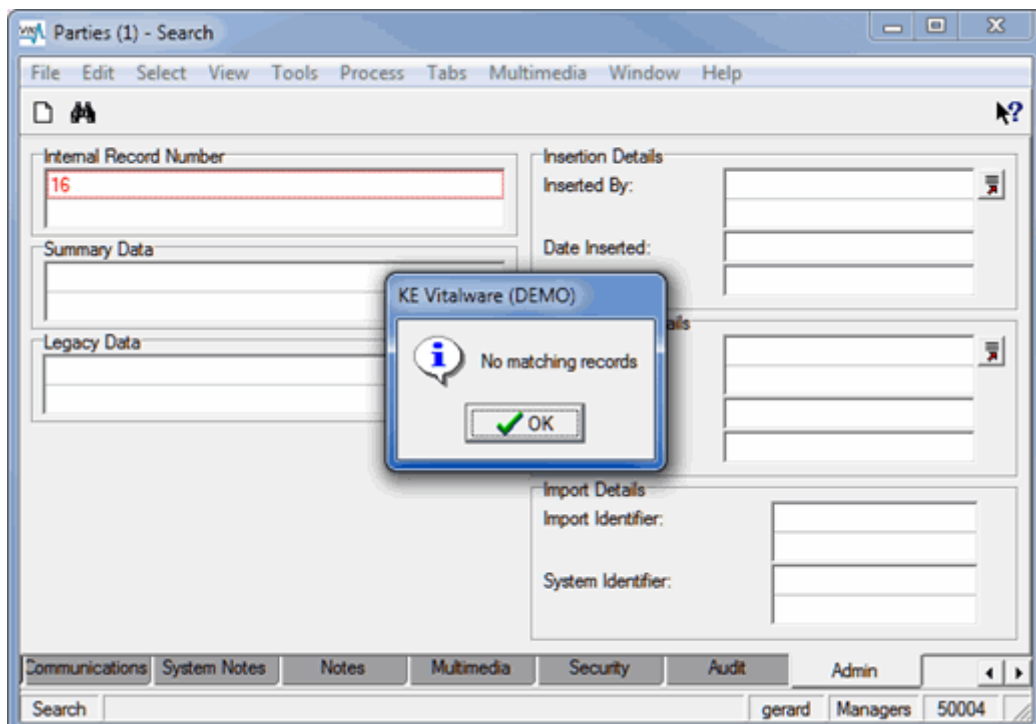 Parties (1) - Search
File Edit Select View Tools Process Tabs Multimedia Window Help
Internal Record Number
16
Summary Data
Legacy Data
Insertion Details
Inserted By:
Date Inserted:
KE Vitalware (DEMO)
No matching records
OK
Import Details
Import Identifier:
System Identifier:
Communications System Notes Notes Multimedia Security Audit Admin
Search gerard Managers 50004